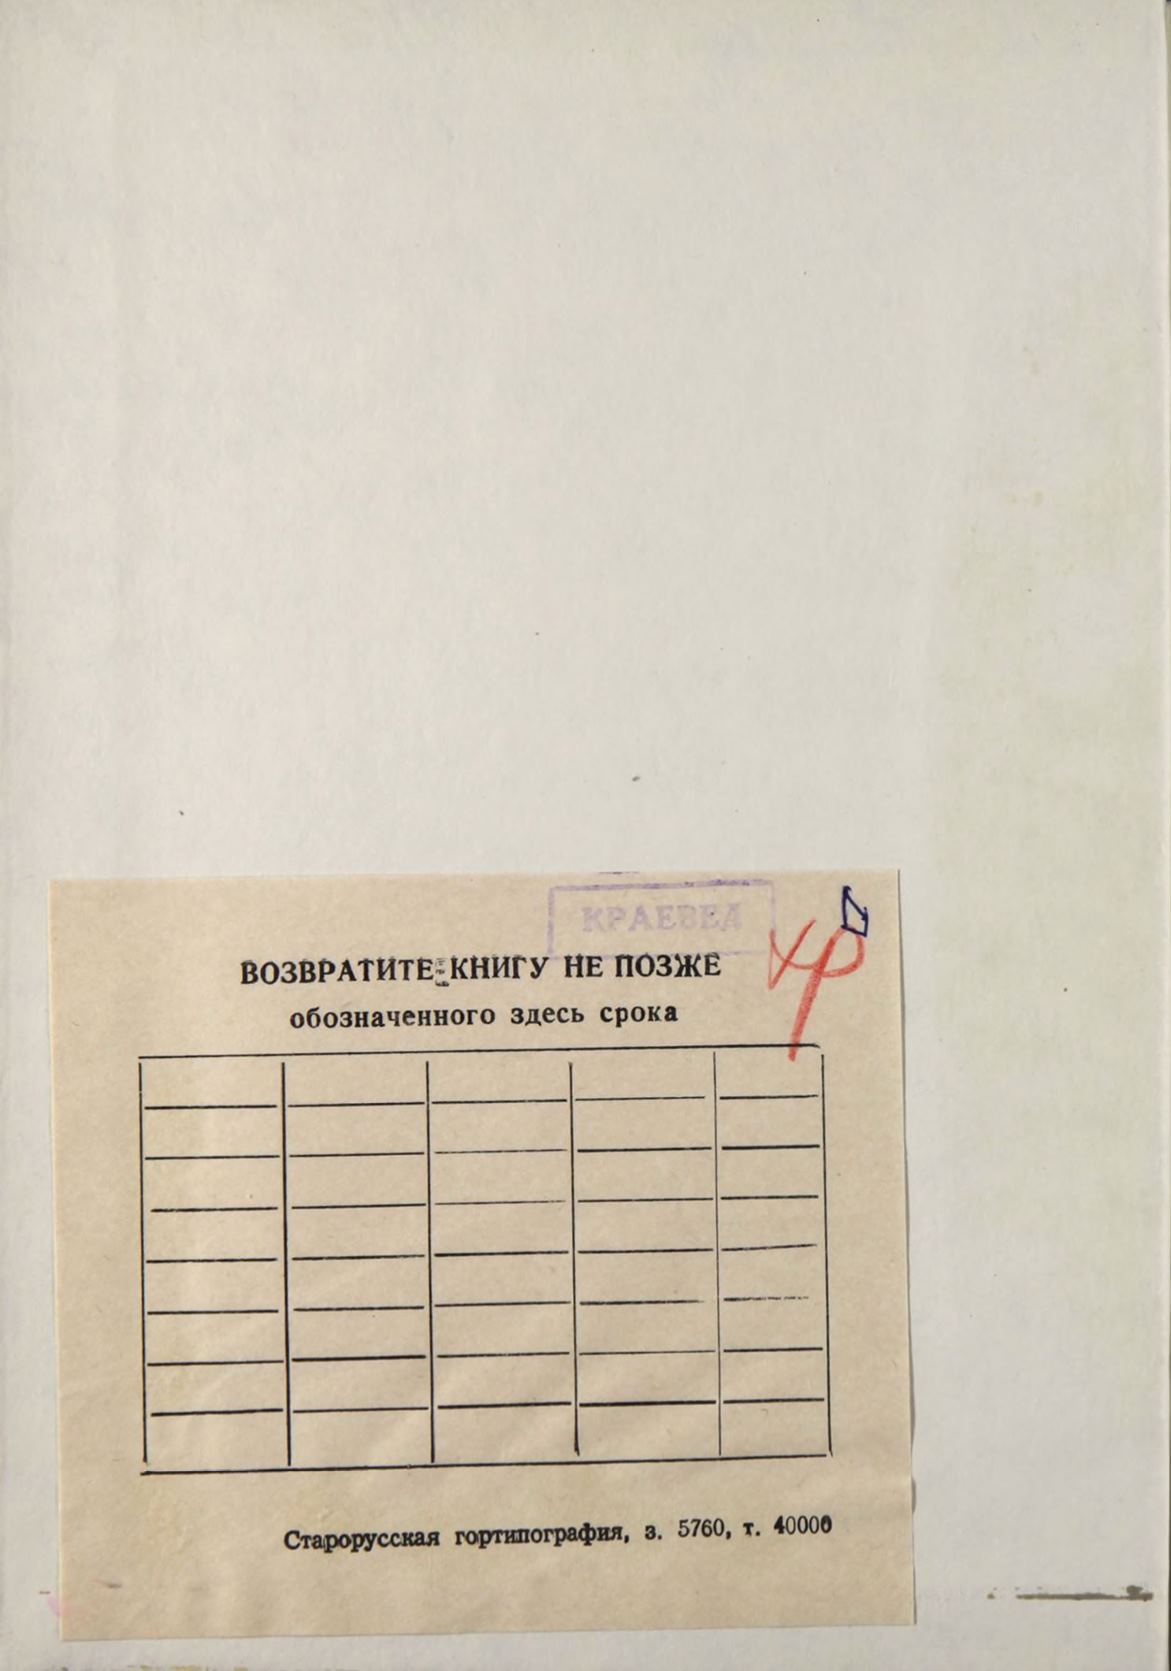 КРАЕВЕД
ВОЗВРАТИТЕ КНИГУ НЕ ПОЗЖЕ
обозначенного здесь срока
Старорусская гортипография, з. 5760, т. 40000